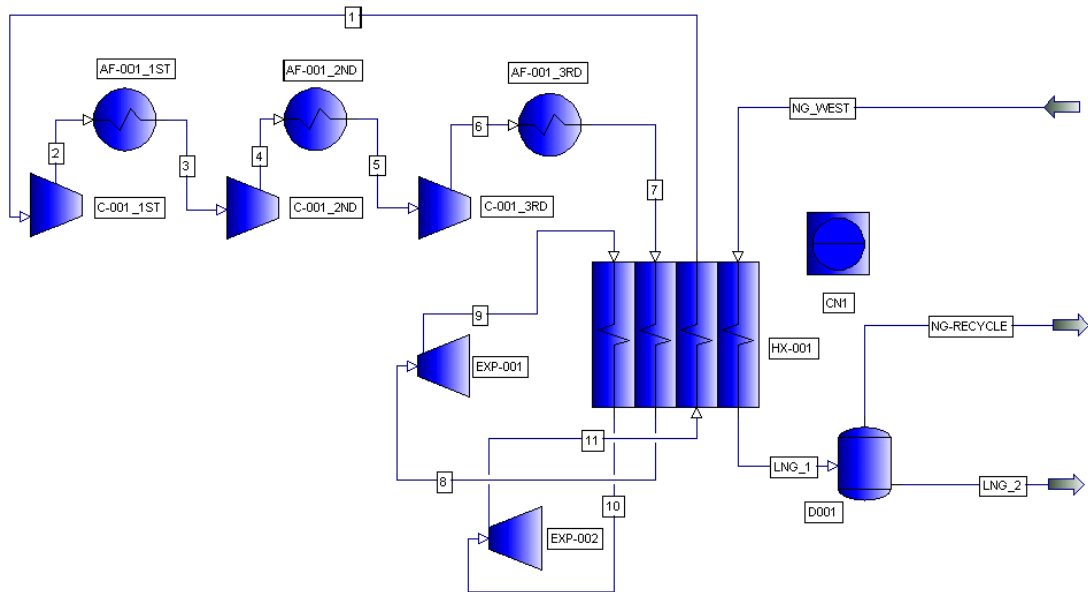 1
AF-001_1ST
AF-001_2ND
AF-001_3RD
NG_WEST
2
3
4
5
6
7
C-001_1ST
C-001_2ND
C-001_3RD
CN1
9
NG-RECYCLE
HX-001
EXP-001
11
8
LNG_1
LNG_2
10
D001
EXP-002